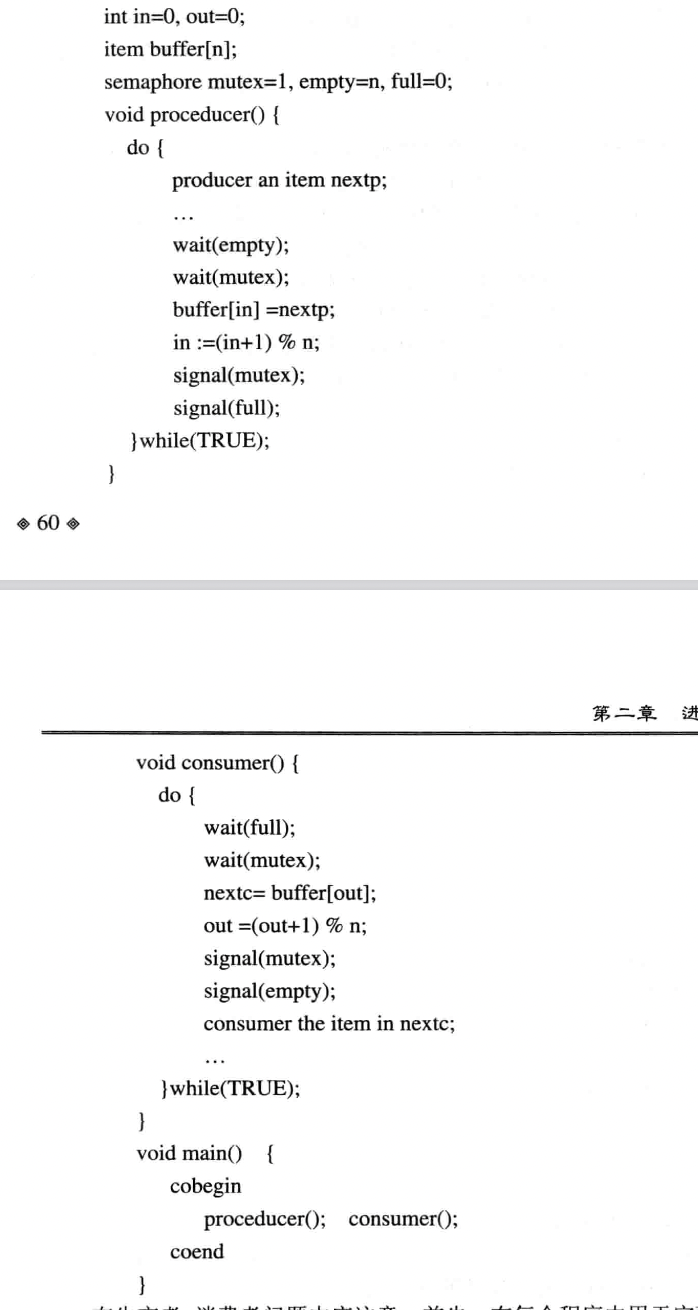 int in=0, out=0;
item buffer[n];
semaphore mutex=1, empty=n, full=0;
void proceducer() {
do {
producer an item nextp;
…
wait(empty);
wait(mutex);
buffer[in] =nextp;
in :=(in+1) % n;
signal(mutex);
signal(full);
}while(TRUE);
}
◈ 60 ◈
第二章 进
void consumer() {
do {
wait(full);
wait(mutex);
nextc= buffer[out];
out =(out+1) % n;
signal(mutex);
signal(empty);
consumer the item in nextc;
…
}while(TRUE);
}
void main() {
cobegin
proceducer(); consumer();
coend
}